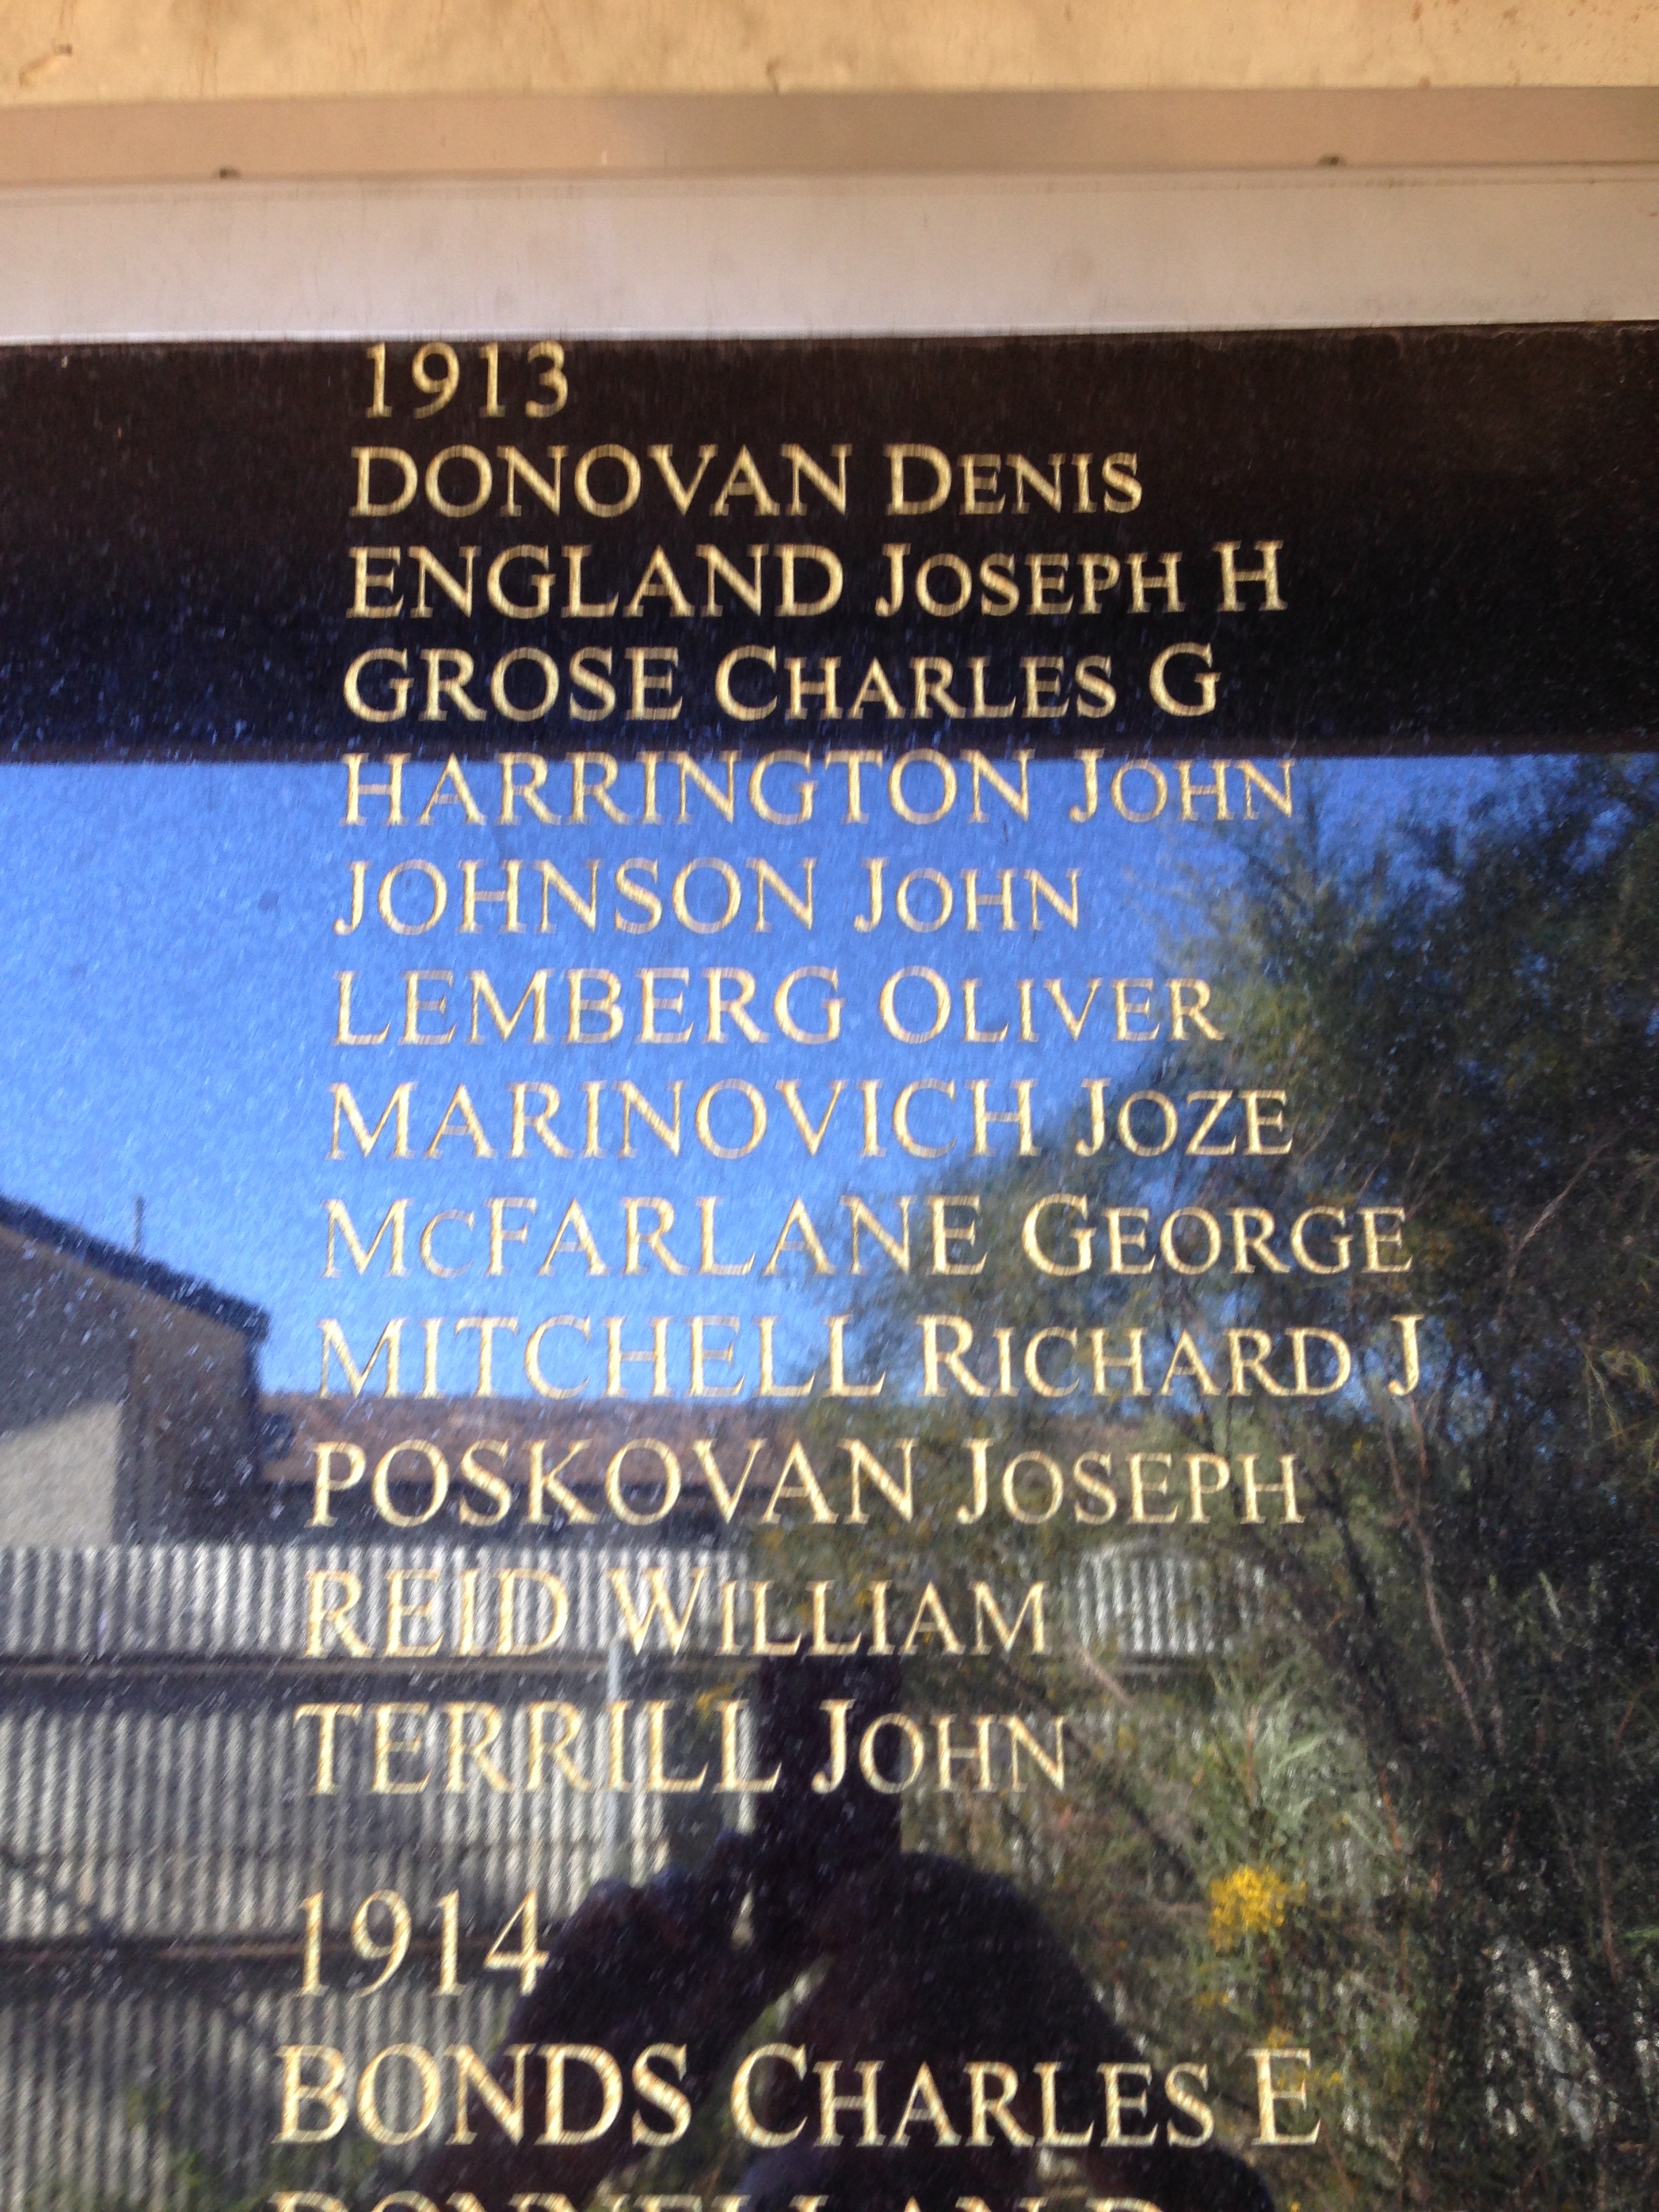 1913
DONOVAN DENIS
ENGLAND JOSEPH H
GROSE CHARLES G
HARRINGTON JOHN
JOHNSON JOHN
LEMBERG OLIVER
MARINOVICH JOZE
McFARLANE GEORGE
MITCHELL RICHARD J
POSKOVAN JOSEPH
REID WILLIAM
TERRILL JOHN
1914
BONDS CHARLES E